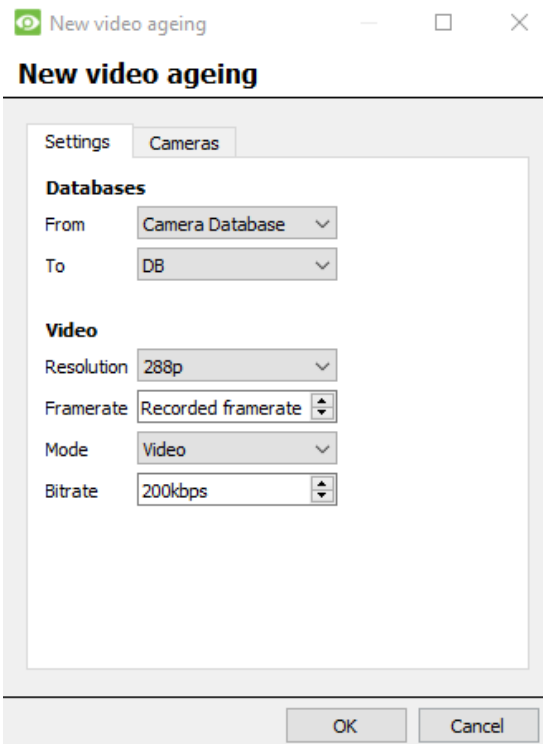 New video ageing
New video ageing
Settings Cameras
Databases
From Camera Database
To DB
Video
Resolution 288p
Framerate Recorded framerate
Mode Video
Bitrate 200kbps
OK Cancel